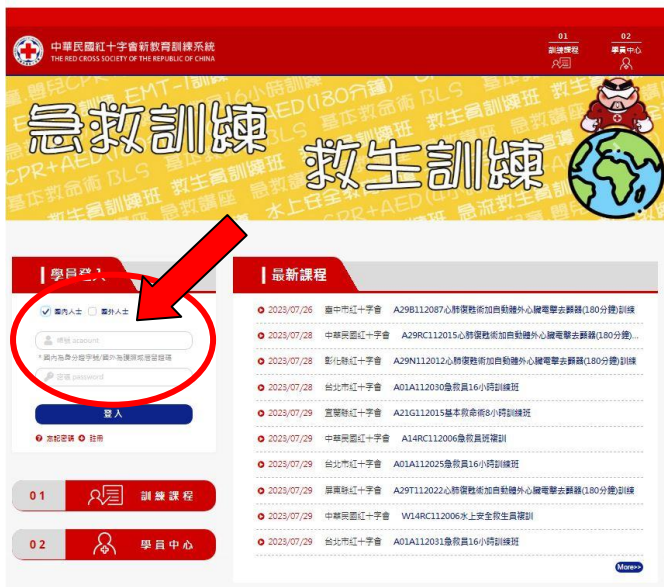 中華民國紅十字會新教育訓練系統
THE RED CROSS SOCIETY OF THE REPUBLIC OF CHINA
01
訓練課程
02
學員中心
急救訓練
救生訓練
學員登入
國內人士 國外人士
帳號 account
*國內為身分證字號/國外為護照或居留證號
密碼 password
登入
忘記密碼 註冊
01 訓練課程
02 學員中心
最新課程
2023/07/26 臺中市紅十字會 A29B112087心肺復甦術加自動體外心臟電擊去顫器(180分鐘)訓練
2023/07/28 中華民國紅十字會 A29RC112015心肺復甦術加自動體外心臟電擊去顫器(180分鐘)...
2023/07/28 彰化縣紅十字會 A29N112012心肺復甦術加自動體外心臟電擊去顫器(180分鐘)訓練
2023/07/28 台北市紅十字會 A01A112030急救員16小時訓練班
2023/07/29 宜蘭縣紅十字會 A21G112015基本救命術8小時訓練班
2023/07/29 中華民國紅十字會 A14RC112006急救員班複訓
2023/07/29 台北市紅十字會 A01A112025急救員16小時訓練班
2023/07/29 屏東縣紅十字會 A29T112022心肺復甦術加自動體外心臟電擊去顫器(180分鐘)訓練
2023/07/29 中華民國紅十字會 W14RC112006水上安全救生員複訓
2023/07/29 台北市紅十字會 A01A112031急救員16小時訓練班
More>>